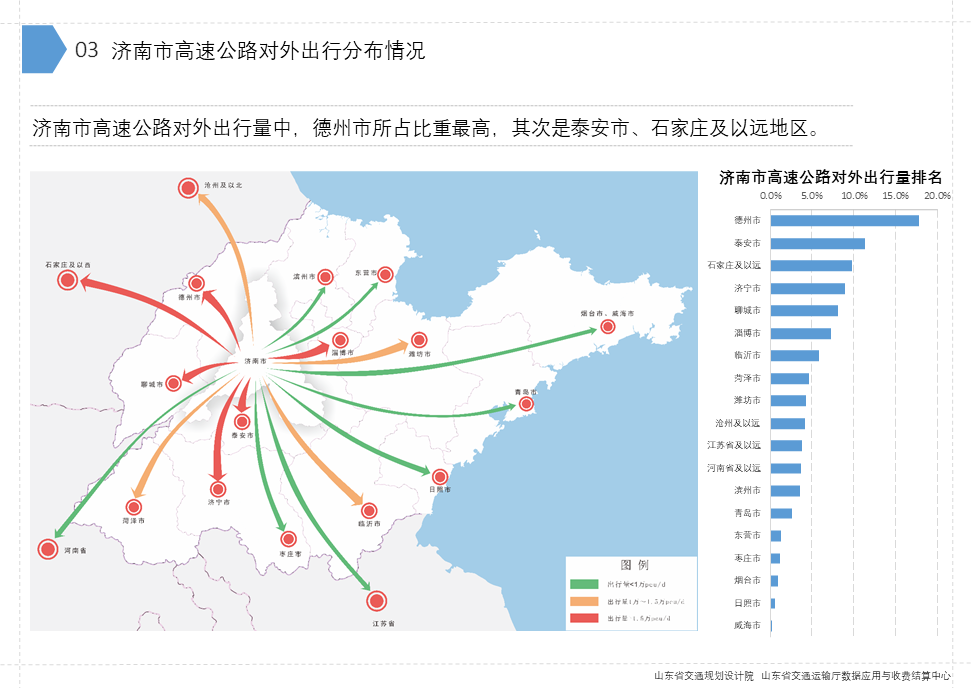 03 济南市高速公路对外出行分布情况
济南市高速公路对外出行量中，德州市所占比重最高，其次是泰安市、石家庄及以远地区。
沧州及以北
石家庄及以西
德州市
滨州市
东营市
烟台市、威海市
淄博市
潍坊市
济南市
聊城市
青岛市
泰安市
日照市
济宁市
菏泽市
临沂市
枣庄市
河南省
江苏省
图 例
出行量<1万pcu/d
出行量1万-1.5万pcu/d
出行量 1.5万pcu/d
济南市高速公路对外出行量排名
0.0% 5.0% 10.0% 15.0% 20.0%
德州市
泰安市
石家庄及以远
济宁市
聊城市
淄博市
临沂市
菏泽市
潍坊市
沧州及以远
江苏省及以远
河南省及以远
滨州市
青岛市
东营市
枣庄市
烟台市
日照市
威海市
山东省交通规划设计院 山东省交通运输厅数据应用与收费结算中心